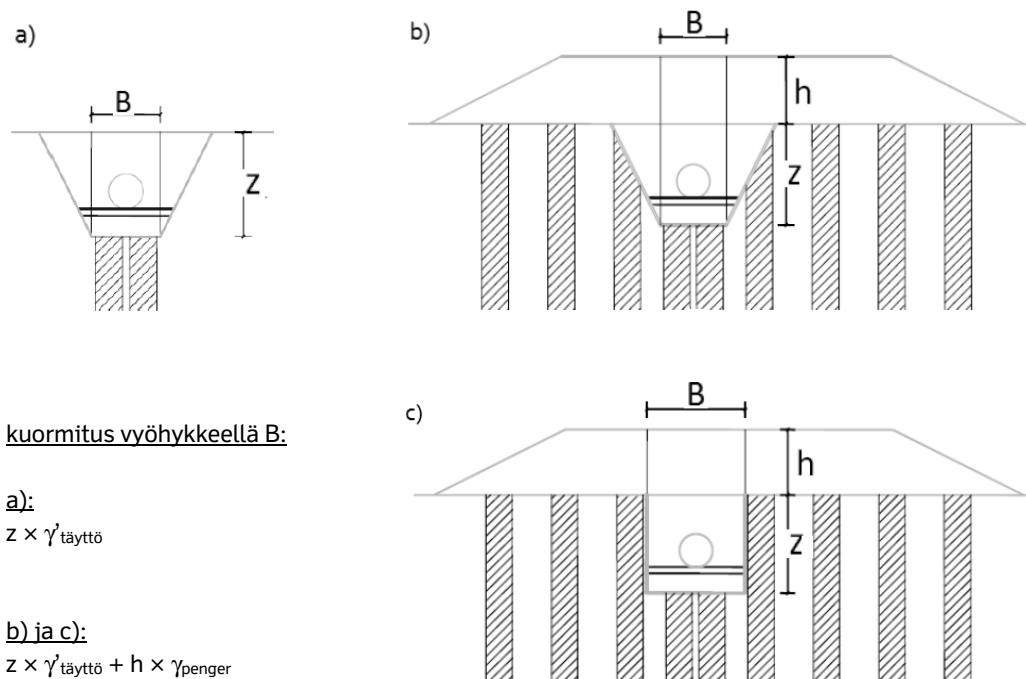 a)
B
z
b)
B
h
z
c)
B
h
z
kuormitus vyöhykkeellä B:
a):
z × γ'täyttö
b) ja c):
z × γ'täyttö + h × γpenger